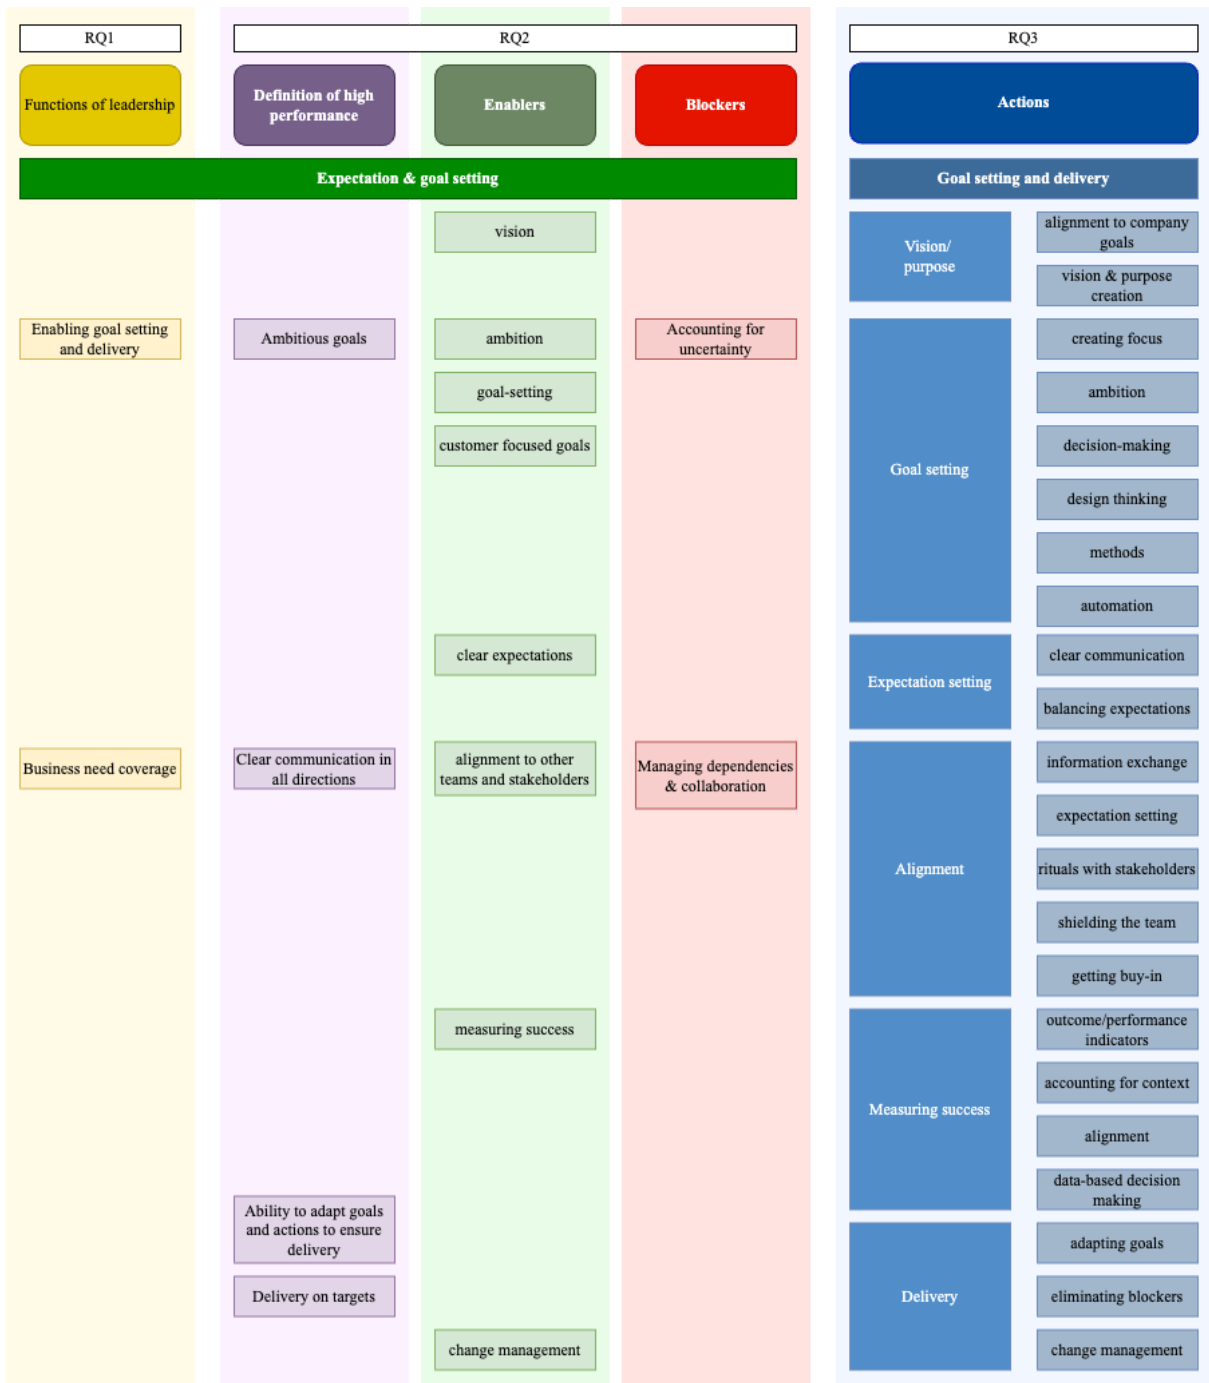 RQ1
RQ2
RQ3
Functions of leadership
Definition of high
performance
Enablers
Blockers
Actions
Expectation & goal setting
Goal setting and delivery
vision
Vision/
purpose
alignment to company
goals
vision & purpose
creation
Enabling goal setting
and delivery
Ambitious goals
ambition
Accounting for
uncertainty
Goal setting
creating focus
goal-setting
ambition
customer focused goals
decision-making
design thinking
methods
automation
clear expectations
Expectation setting
clear communication
balancing expectations
Business need coverage
Clear communication in
all directions
alignment to other
teams and stakeholders
Managing dependencies
& collaboration
Alignment
information exchange
expectation setting
rituals with stakeholders
shielding the team
getting buy-in
measuring success
Measuring success
outcome/performance
indicators
accounting for context
alignment
data-based decision
making
Ability to adapt goals
and actions to ensure
delivery
Delivery
adapting goals
Delivery on targets
eliminating blockers
change management
change management